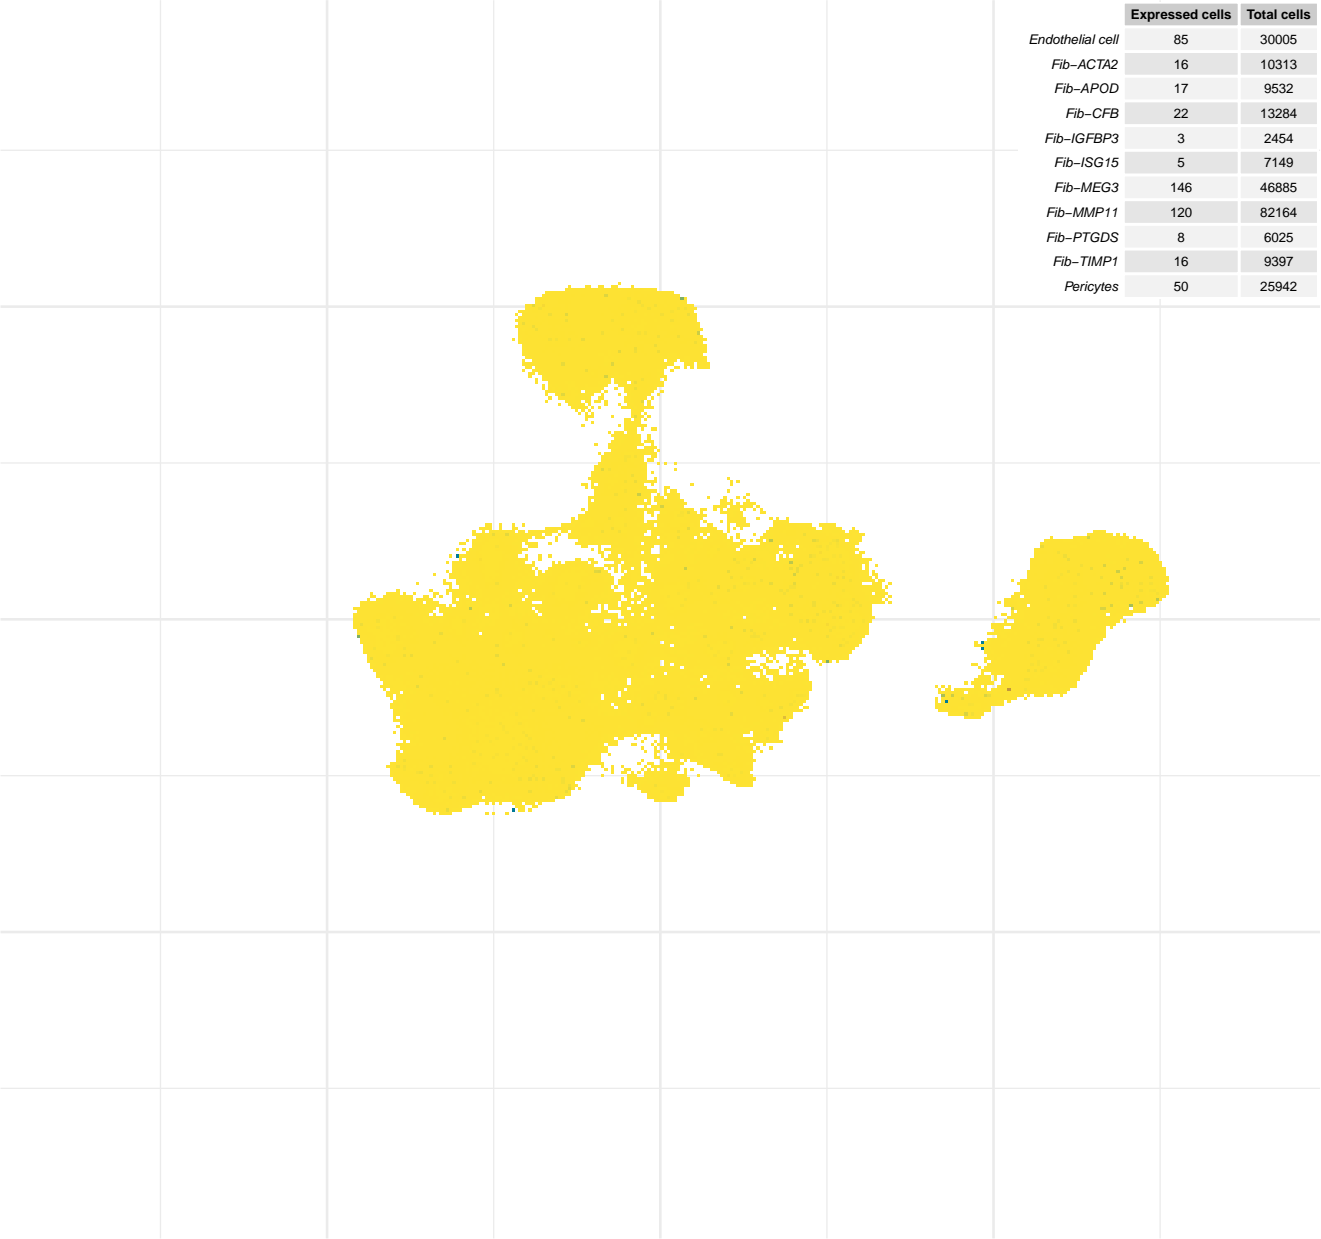 Expressed cells Total cells
Endothelial cell 85 30005
Fib−ACTA2 16 10313
Fib−APOD 17 9532
Fib−CFB 22 13284
Fib−IGFBP3 3 2454
Fib−ISG15 5 7149
Fib−MEG3 146 46885
Fib−MMP11 120 82164
Fib−PTGDS 8 6025
Fib−TIMP1 16 9397
Pericytes 50 25942